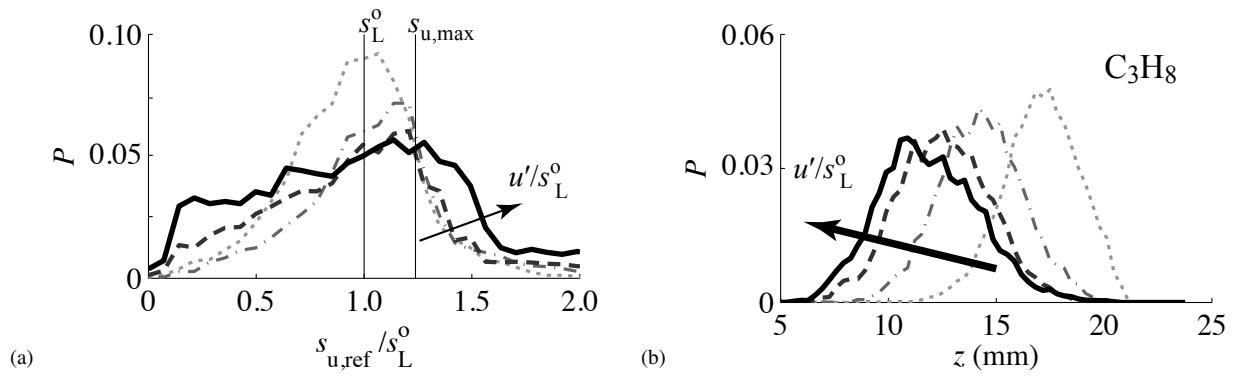 (a)
P
0.10
0.05
0
0 0.5 1.0 1.5 2.0
s_u,ref/s_L^o
s_L^o
s_u,max
u'/s_L^o
(b)
P
0.06
0.03
0
5 10 15 20 25
z (mm)
C3H8
u'/s_L^o